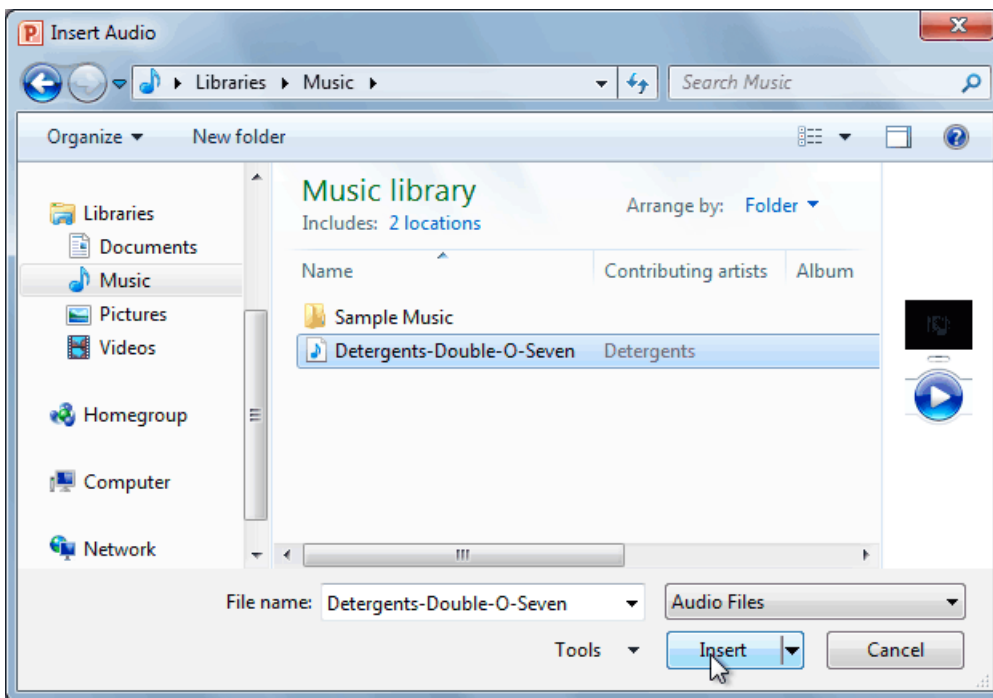 P Insert Audio
X
Libraries Music Search Music
Organize New folder
Music library
Includes: 2 locations
Arrange by: Folder
Name Contributing artists Album
Sample Music
Detergents-Double-O-Seven Detergents
Libraries
Documents
Music
Pictures
Videos
Homegroup
Computer
Network
File name: Detergents-Double-O-Seven Audio Files
Tools Insert Cancel